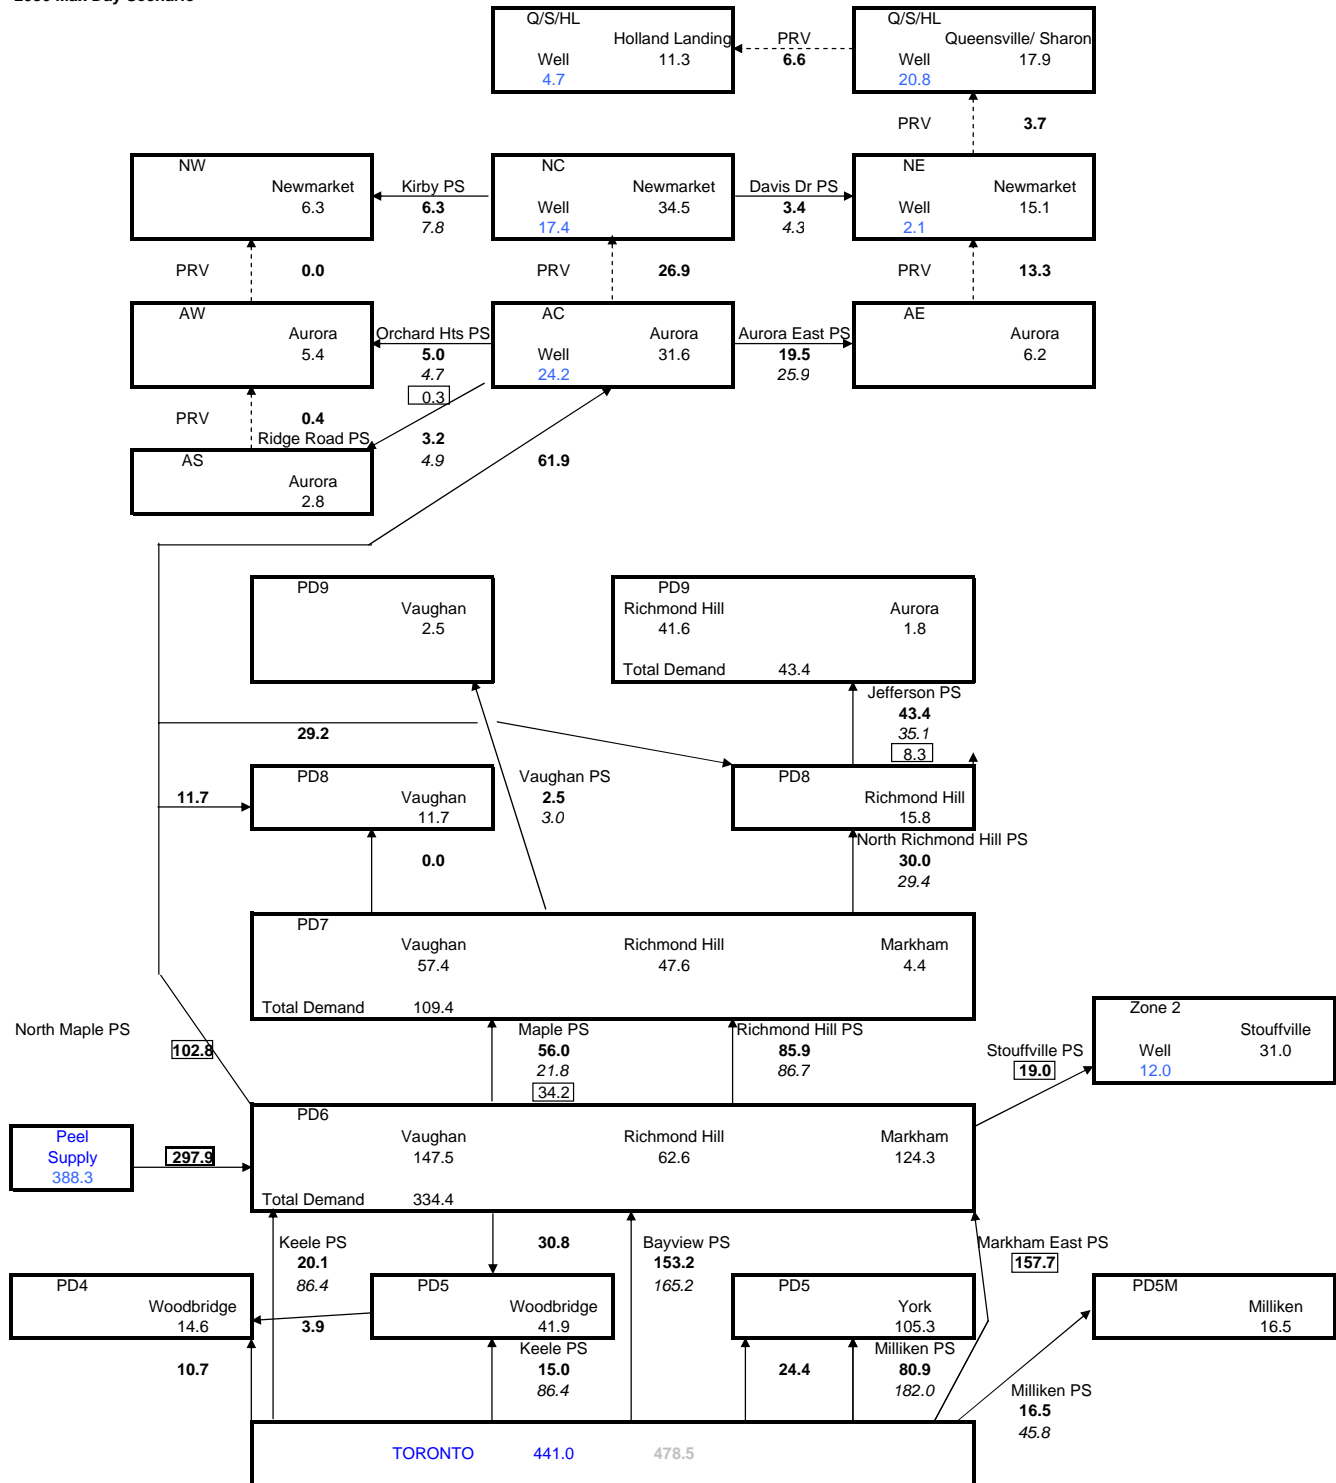 Q/S/HL
Holland Landing
Well 11.3
4.7
PRV
6.6
Q/S/HL
Queensville/ Sharon
Well 17.9
20.8
PRV 3.7
NW
Newmarket
6.3
Kirby PS
6.3
7.8
NC
Newmarket
Well 34.5
17.4
Davis Dr PS
3.4
4.3
NE
Newmarket
Well 15.1
2.1
PRV 0.0
PRV 26.9
PRV 13.3
AW
Aurora
5.4
Orchard Hts PS
5.0
4.7
0.3
AC
Aurora
Well 31.6
24.2
Aurora East PS
19.5
25.9
AE
Aurora
6.2
PRV 0.4
Ridge Road PS 3.2
4.9
61.9
AS
Aurora
2.8
PD9
Vaughan
2.5
PD9
Richmond Hill Aurora
41.6 1.8
Total Demand 43.4
Jefferson PS
43.4
35.1
8.3
29.2
11.7
PD8
Vaughan
11.7
Vaughan PS
2.5
3.0
PD8
Richmond Hill
15.8
0.0
North Richmond Hill PS
30.0
29.4
PD7
Vaughan Richmond Hill Markham
57.4 47.6 4.4
Total Demand 109.4
North Maple PS
102.8
Maple PS
56.0
21.8
34.2
Richmond Hill PS
85.9
86.7
Stouffville PS
19.0
Zone 2
Stouffville
Well 31.0
12.0
Peel
Supply
388.3
297.9
PD6
Vaughan Richmond Hill Markham
147.5 62.6 124.3
Total Demand 334.4
Keele PS
20.1
86.4
30.8
Bayview PS
153.2
165.2
Markham East PS
157.7
PD4
Woodbridge
14.6
3.9
PD5
Woodbridge
41.9
PD5
York
105.3
PD5M
Milliken
16.5
10.7
Keele PS
15.0
86.4
24.4
Milliken PS
80.9
182.0
Milliken PS
16.5
45.8
TORONTO 441.0 478.5